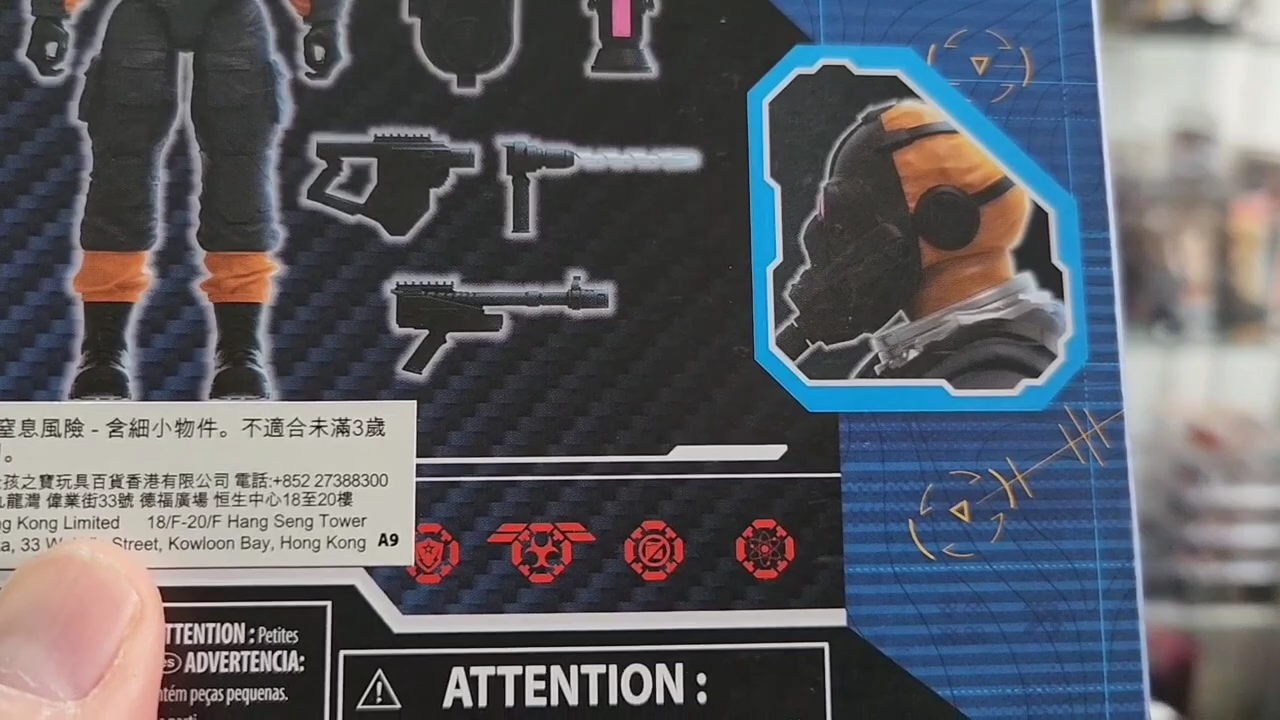 窒息風險 - 含細小物件。不適合未滿3歲
。
孩之寶玩具百貨香港有限公司 電話:+852 27388300
九龍灣 偉業街33號 德福廣場 恒生中心18至20樓
ng Kong Limited 18/F-20/F Hang Seng Tower
za, 33 Street, Kowloon Bay, Hong Kong A9
ATTENTION : Petites
es ADVERTENCIA:
ntém peças pequenas.
ATTENTION :